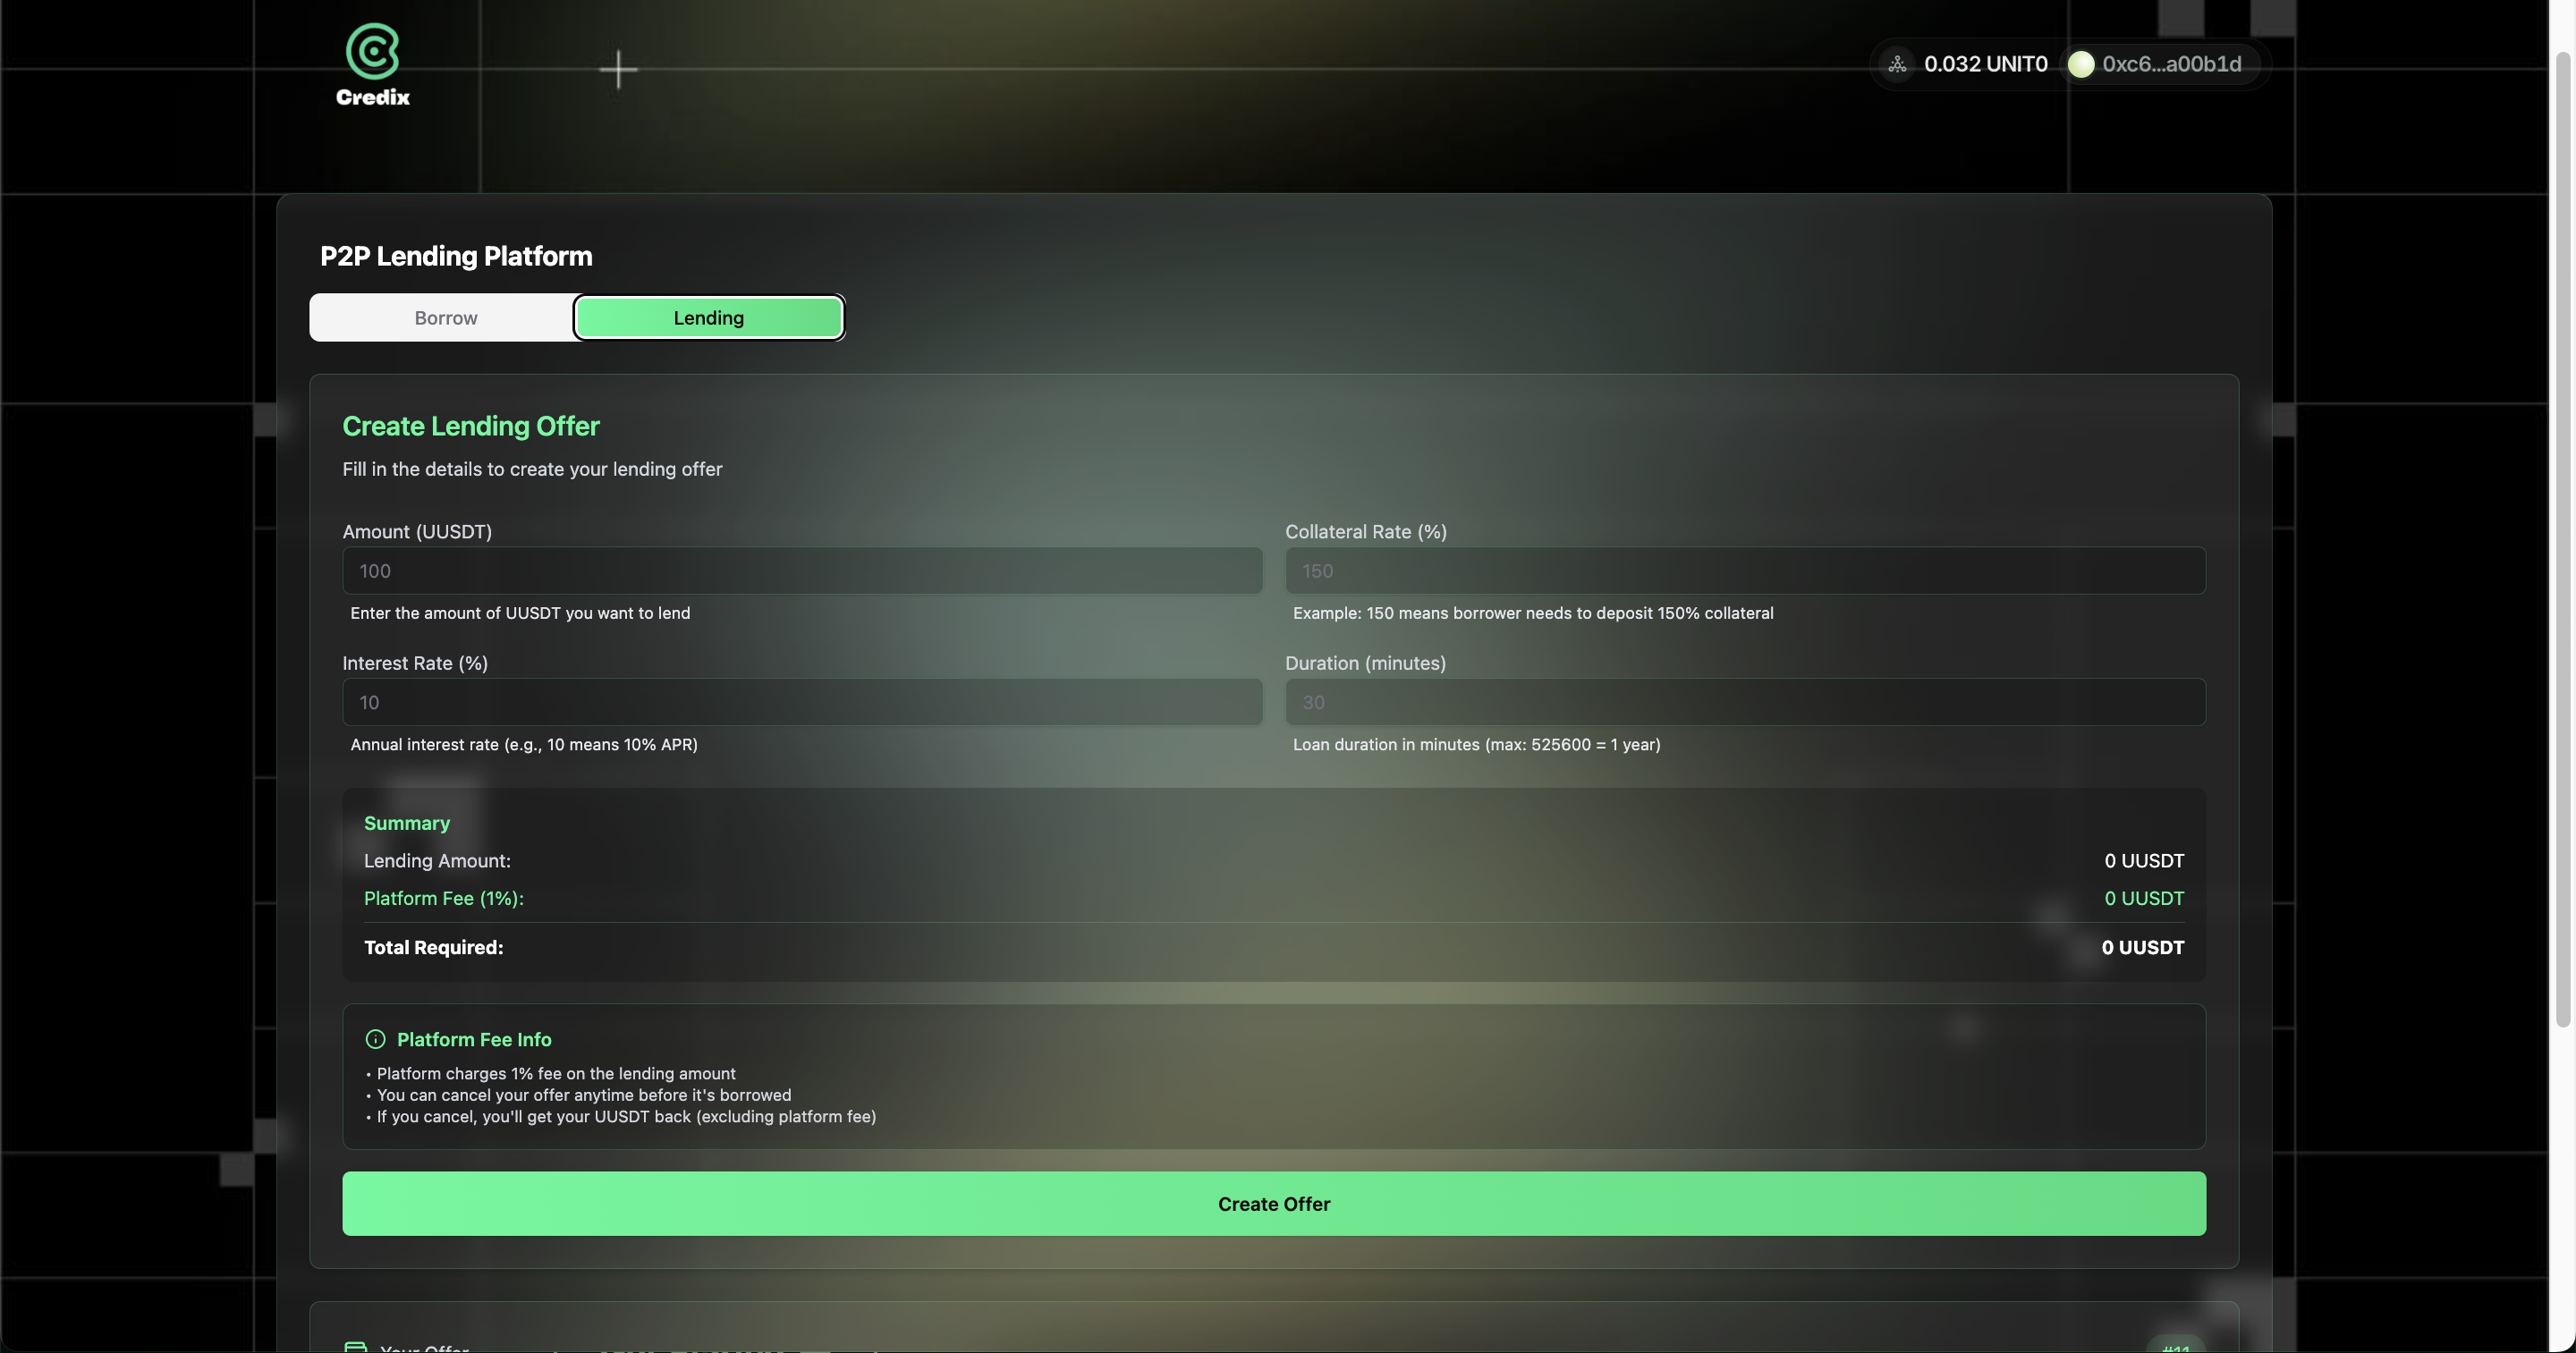 Credix
0.032 UNIT0
0xc6...a00b1d
P2P Lending Platform
Borrow
Lending
Create Lending Offer
Fill in the details to create your lending offer
Amount (UUSDT)
100
Enter the amount of UUSDT you want to lend
Collateral Rate (%)
150
Example: 150 means borrower needs to deposit 150% collateral
Interest Rate (%)
10
Annual interest rate (e.g., 10 means 10% APR)
Duration (minutes)
30
Loan duration in minutes (max: 525600 = 1 year)
Summary
Lending Amount:
0 UUSDT
Platform Fee (1%):
0 UUSDT
Total Required:
0 UUSDT
Platform Fee Info
• Platform charges 1% fee on the lending amount
• You can cancel your offer anytime before it's borrowed
• If you cancel, you'll get your UUSDT back (excluding platform fee)
Create Offer
Your Offer
#11